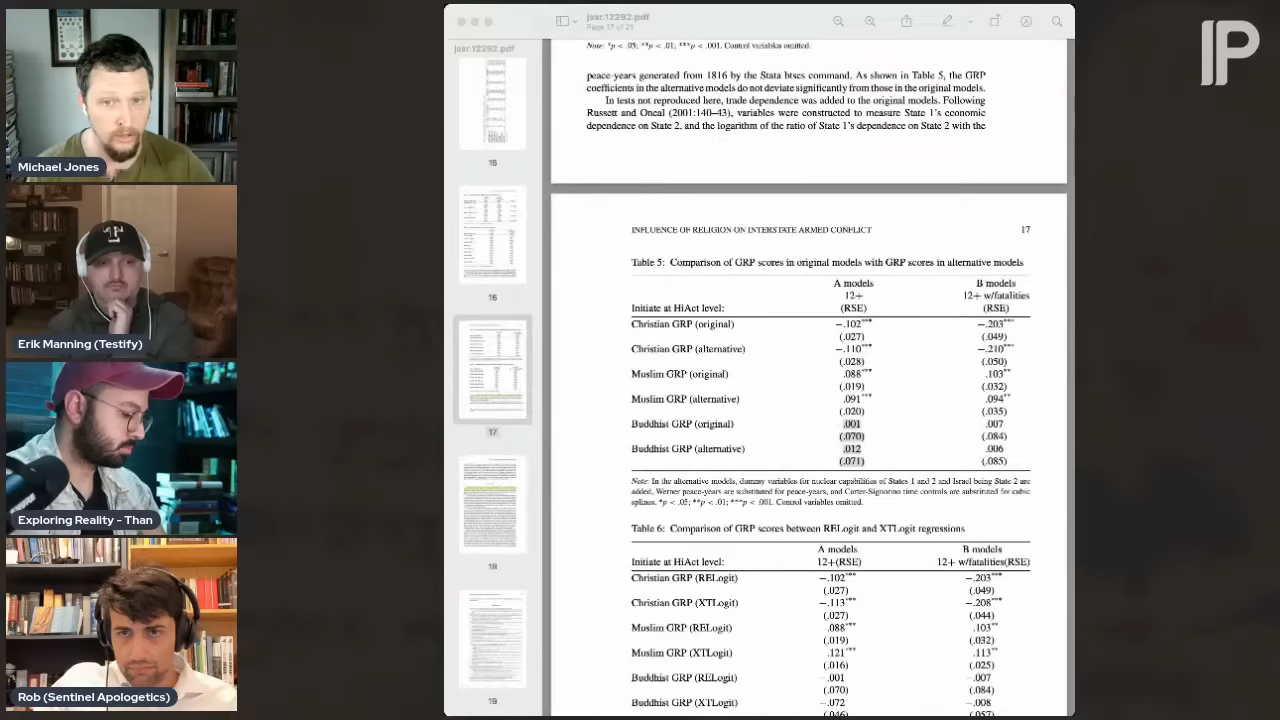 IP
Michael Jones
Erik Manning (Testify)
Exploring Reality - Than
Rob (Sentinel Apologetics)
jssr.12292.pdf
Page 17 of 21
jssr.12292.pdf
15
16
17
18
19
Note: *p < .05; **p < .01; ***p < .001. Control variables omitted.
peace-years generated from 1816 by the Stata btscs command. As shown in Table 5, the GRP
coefficients in the alternative models do not deviate significantly from those in the original models.
In tests not reproduced here, trade dependence was added to the original models. Following
Russett and Oneal (2001:140–43), variables were constructed to measure State 1's economic
dependence on State 2, and the logarithm of the ratio of State 1's dependence on State 2 with the
INFLUENCE OF RELIGION ON INTERSTATE ARMED CONFLICT 17
Table 5: Comparison of GRP scores in original models with GRP scores in alternative models
A models B models
12+ 12+ w/fatalities
Initiate at HiAct level: (RSE) (RSE)
Christian GRP (original) −.102*** −.203***
(.027) (.049)
Christian GRP (alternative) −.110*** −.210***
(.028) (.050)
Muslim GRP (original) .088*** .103**
(.019) (.032)
Muslim GRP (alternative) .091*** .094**
(.020) (.035)
Buddhist GRP (original) .001 .007
(.070) (.084)
Buddhist GRP (alternative) .012 .006
(.071) (.085)
Note: In the alternative models, dummy variables for nuclear capabilities of States 1 and 2 and Israel being State 2 are
added, Werner peace-years are substituted for peace-years, and Carter-Signorino time controls are substituted for cubic
splines. *p < .05; **p < .01; ***p < .001. Control variables omitted.
Table 6: Comparison of GRP scores between RELogit and XTLogit regressions
A models B models
Initiate at HiAct level: 12+(RSE) 12+ w/fatalities(RSE)
Christian GRP (RELogit) −.102*** −.203***
(.027) (.049)
Christian GRP (XTLogit) −.208***
(.044)
Muslim GRP (RELogit) .088*** .103**
(.019) (.032)
Muslim GRP (XTLogit) .121*** .113**
(.016) (.025)
Buddhist GRP (RELogit) .001 .007
(.070) (.084)
Buddhist GRP (XTLogit) −.072 −.008